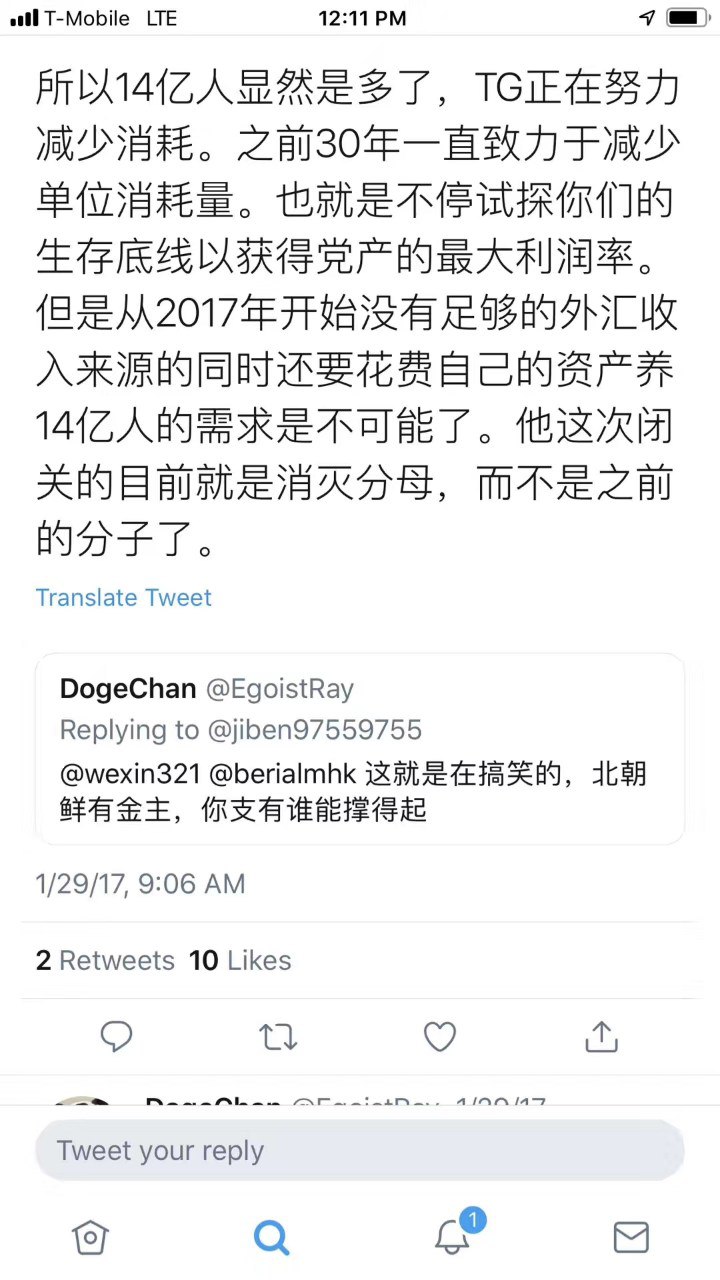 T-Mobile LTE 12:11 PM
所以14亿人显然是多了，TG正在努力
减少消耗。之前30年一直致力于减少
单位消耗量。也就是不停试探你们的
生存底线以获得党产的最大利润率。
但是从2017年开始没有足够的外汇收
入来源的同时还要花费自己的资产养
14亿人的需求是不可能了。他这次闭
关的目前就是消灭分母，而不是之前
的分子了。
Translate Tweet
DogeChan @EgoistRay
Replying to @jiben97559755
@wexin321 @berialmhk 这就是在搞笑的，北朝
鲜有金主，你支有谁能撑得起
1/29/17, 9:06 AM
2 Retweets 10 Likes
DogeChan @EgoistRay 1/29/17
Tweet your reply
1